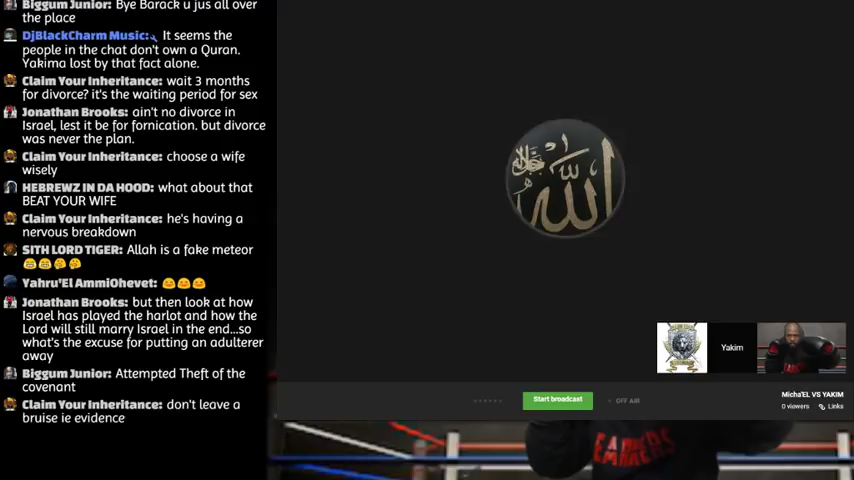 Biggum Junior: Bye Barack u jus all over
the place
DjBlackCharm Music: It seems the
people in the chat don't own a Quran.
Yakima lost by that fact alone.
Claim Your Inheritance: wait 3 months
for divorce? it's the waiting period for sex
Jonathan Brooks: ain't no divorce in
Israel, lest it be for fornication. but divorce
was never the plan.
Claim Your Inheritance: choose a wife
wisely
HEBREWZ IN DA HOOD: what about that
BEAT YOUR WIFE
Claim Your Inheritance: he's having a
nervous breakdown
SITH LORD TIGER: Allah is a fake meteor
😂😂🤔🤔
Yahru'El AmmiOhevet: 😆😆😆
Jonathan Brooks: but then look at how
Israel has played the harlot and how the
Lord will still marry Israel in the end...so
what's the excuse for putting an adulterer
away
Biggum Junior: Attempted Theft of the
covenant
Claim Your Inheritance: don't leave a
bruise ie evidence
الله
جل جلاله
Yakim
Start broadcast
OFF AIR
Micha'EL VS YAKIM
0 viewers
Links